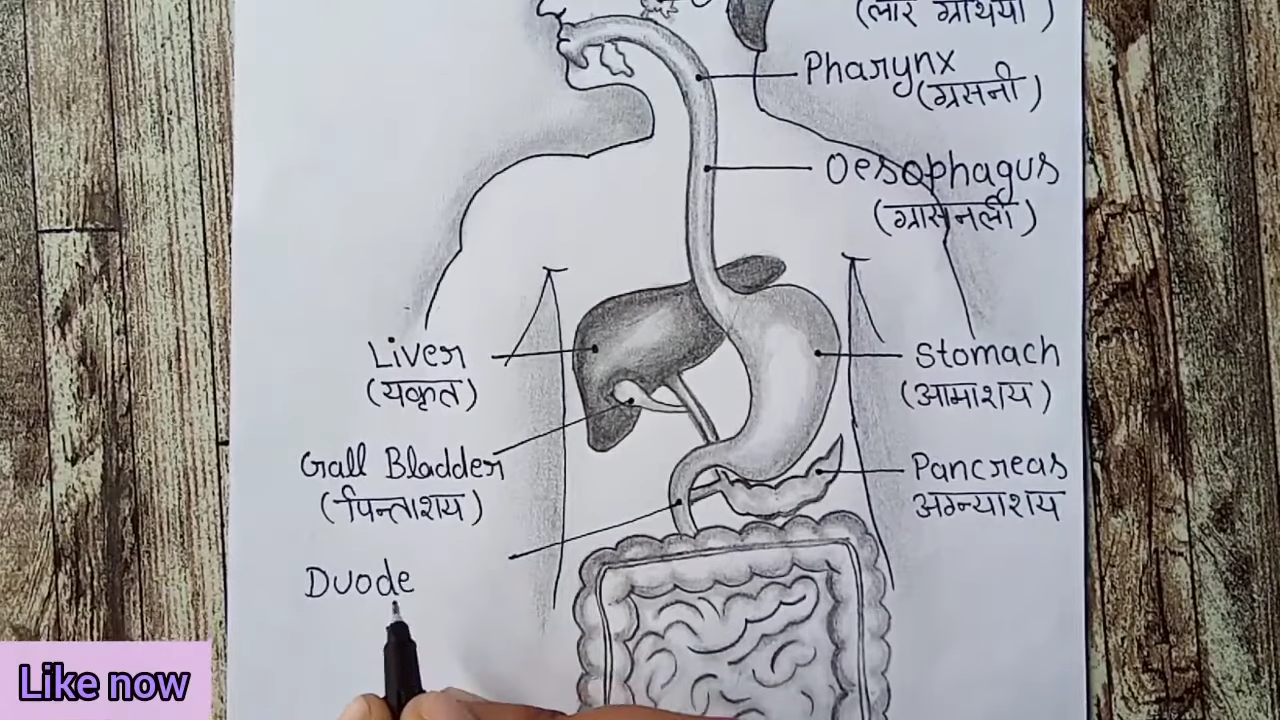 (लार ग्रंथियां)
Pharynx
(ग्रसनी)
Oesophagus
(ग्रासनली)
Liver
(यकृत)
Stomach
(आमाशय)
Gall Bladder
(पित्ताशय)
Pancreas
अग्न्याशय
Duode
Like now